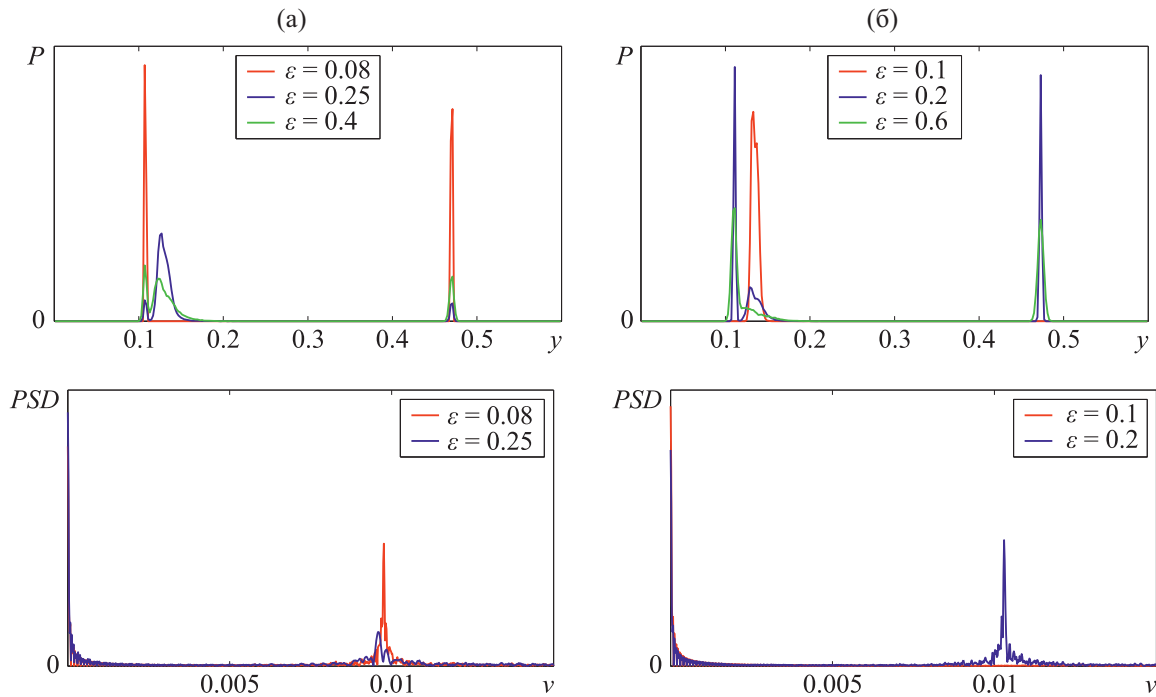 (а)
P
ε = 0.08
ε = 0.25
ε = 0.4
0
0.1
0.2
0.3
0.4
0.5
y
(б)
P
ε = 0.1
ε = 0.2
ε = 0.6
0
0.1
0.2
0.3
0.4
0.5
y
PSD
ε = 0.08
ε = 0.25
0
0.005
0.01
ν
PSD
ε = 0.1
ε = 0.2
0
0.005
0.01
ν